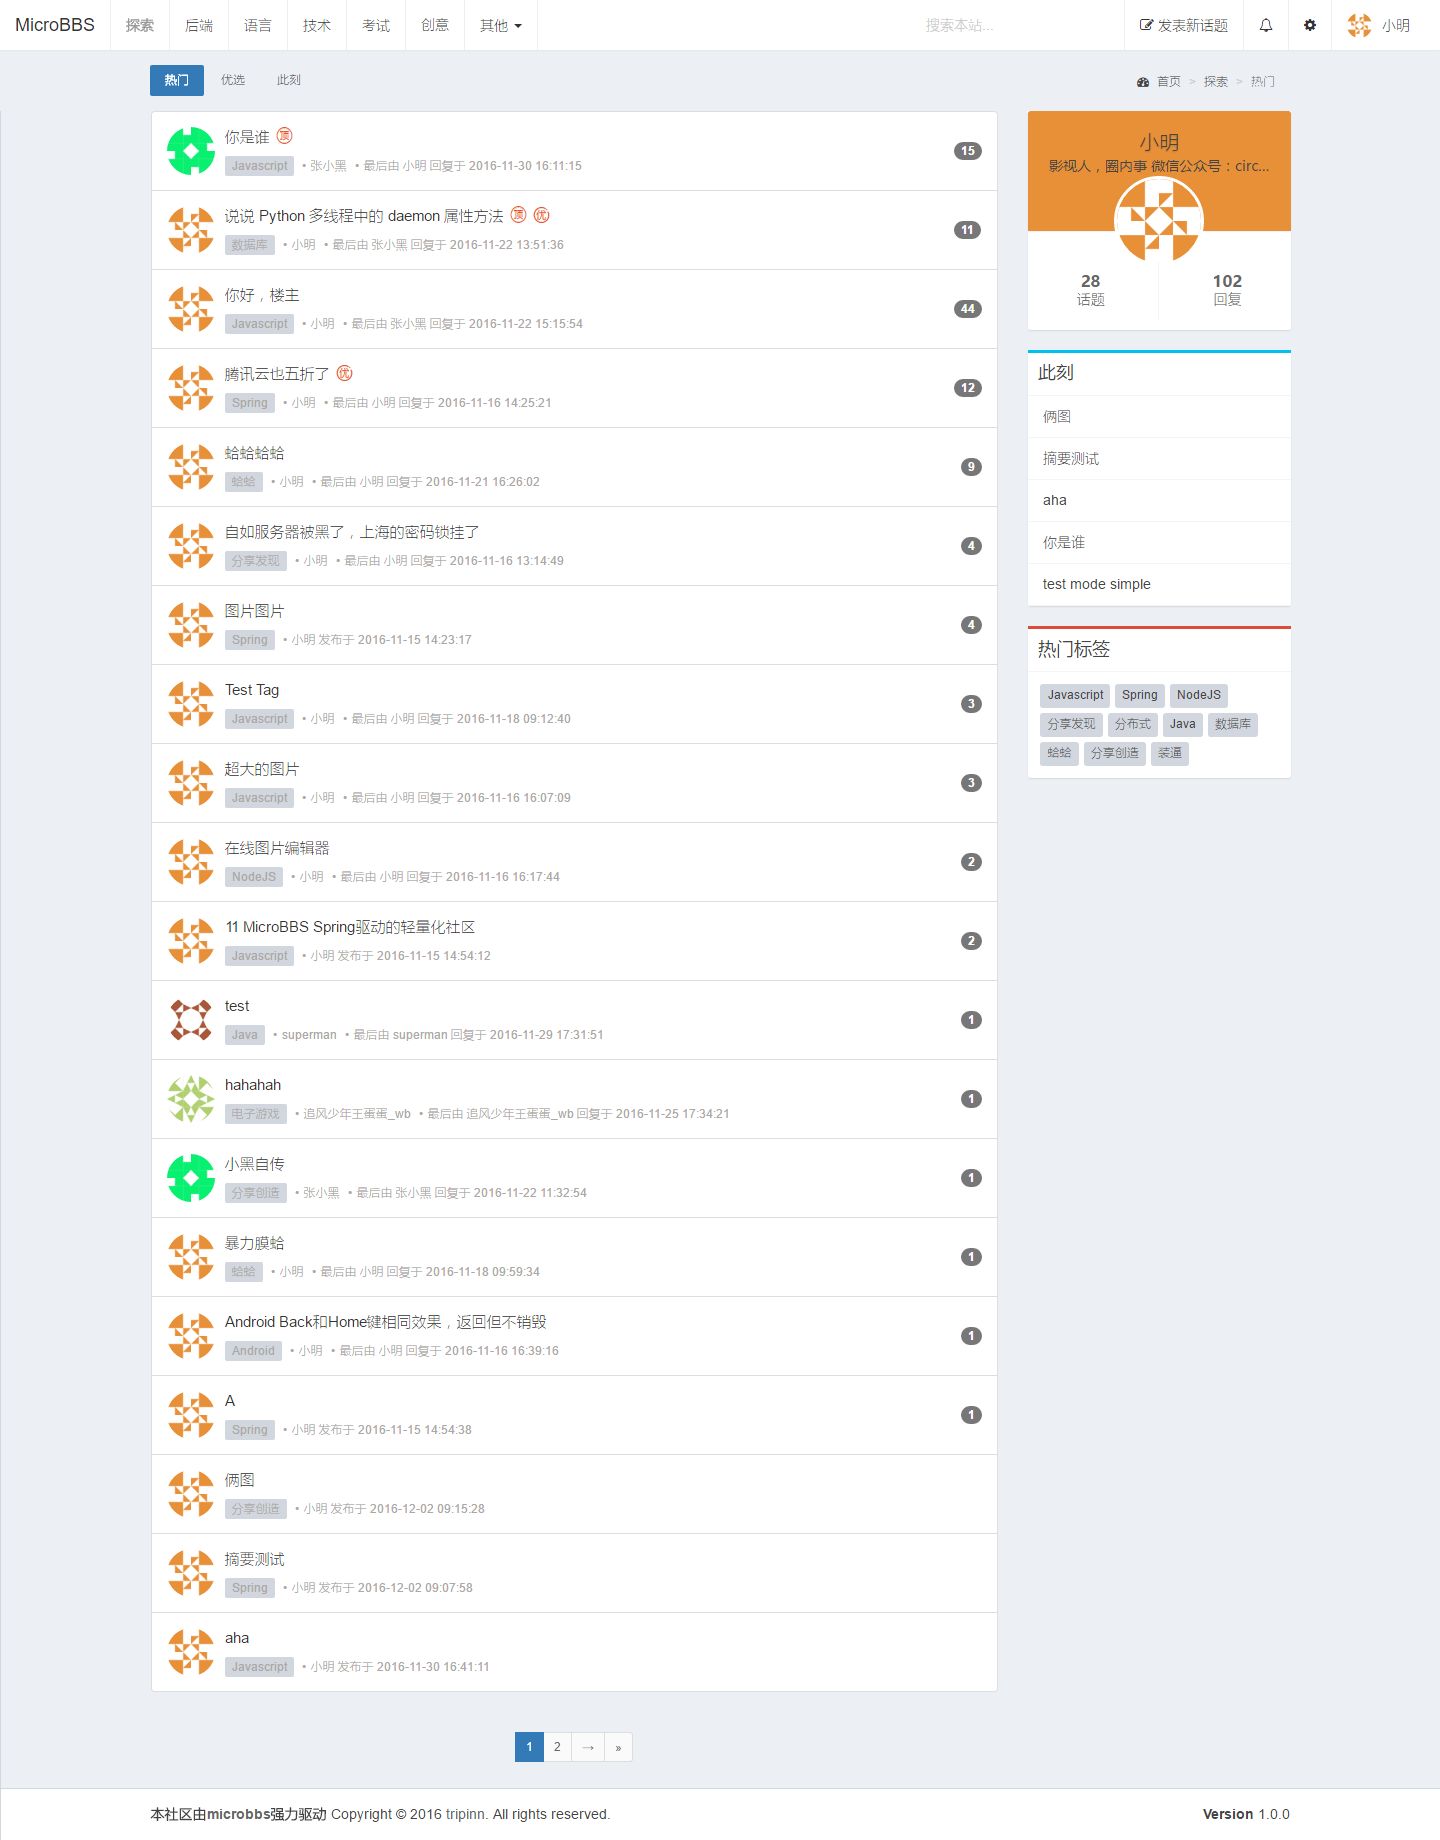 MicroBBS 探索 后端 语言 技术 考试 创意 其他 搜索本站... 发表新话题 小明
热门 优选 此刻 首页 > 探索 > 热门
你是谁 顶
Javascript • 张小黑 • 最后由 小明 回复于 2016-11-30 16:11:15
15
说说 Python 多线程中的 daemon 属性方法 顶 优
数据库 • 小明 • 最后由 张小黑 回复于 2016-11-22 13:51:36
11
你好，楼主
Javascript • 小明 • 最后由 张小黑 回复于 2016-11-22 15:15:54
44
腾讯云也五折了 优
Spring • 小明 • 最后由 小明 回复于 2016-11-16 14:25:21
12
蛤蛤蛤蛤
蛤蛤 • 小明 • 最后由 小明 回复于 2016-11-21 16:26:02
9
自如服务器被黑了，上海的密码锁挂了
分享发现 • 小明 • 最后由 小明 回复于 2016-11-16 13:14:49
4
图片图片
Spring • 小明 发布于 2016-11-15 14:23:17
4
Test Tag
Javascript • 小明 • 最后由 小明 回复于 2016-11-18 09:12:40
3
超大的图片
Javascript • 小明 • 最后由 小明 回复于 2016-11-16 16:07:09
3
在线图片编辑器
NodeJS • 小明 • 最后由 小明 回复于 2016-11-16 16:17:44
2
11 MicroBBS Spring驱动的轻量化社区
Javascript • 小明 发布于 2016-11-15 14:54:12
2
test
Java • superman • 最后由 superman 回复于 2016-11-29 17:31:51
1
hahahah
电子游戏 • 追风少年王蛋蛋_wb • 最后由 追风少年王蛋蛋_wb 回复于 2016-11-25 17:34:21
1
小黑自传
分享创造 • 张小黑 • 最后由 张小黑 回复于 2016-11-22 11:32:54
1
暴力膜蛤
蛤蛤 • 小明 • 最后由 小明 回复于 2016-11-18 09:59:34
1
Android Back和Home键相同效果，返回但不销毁
Android • 小明 • 最后由 小明 回复于 2016-11-16 16:39:16
1
A
Spring • 小明 发布于 2016-11-15 14:54:38
1
俩图
分享创造 • 小明 发布于 2016-12-02 09:15:28
摘要测试
Spring • 小明 发布于 2016-12-02 09:07:58
aha
Javascript • 小明 发布于 2016-11-30 16:41:11
1 2 → »
小明
影视人，圈内事 微信公众号：circ...
28 102
话题 回复
此刻
俩图
摘要测试
aha
你是谁
test mode simple
热门标签
Javascript Spring NodeJS
分享发现 分布式 Java 数据库
蛤蛤 分享创造 装逼
本社区由microbbs强力驱动 Copyright © 2016 tripinn. All rights reserved. Version 1.0.0